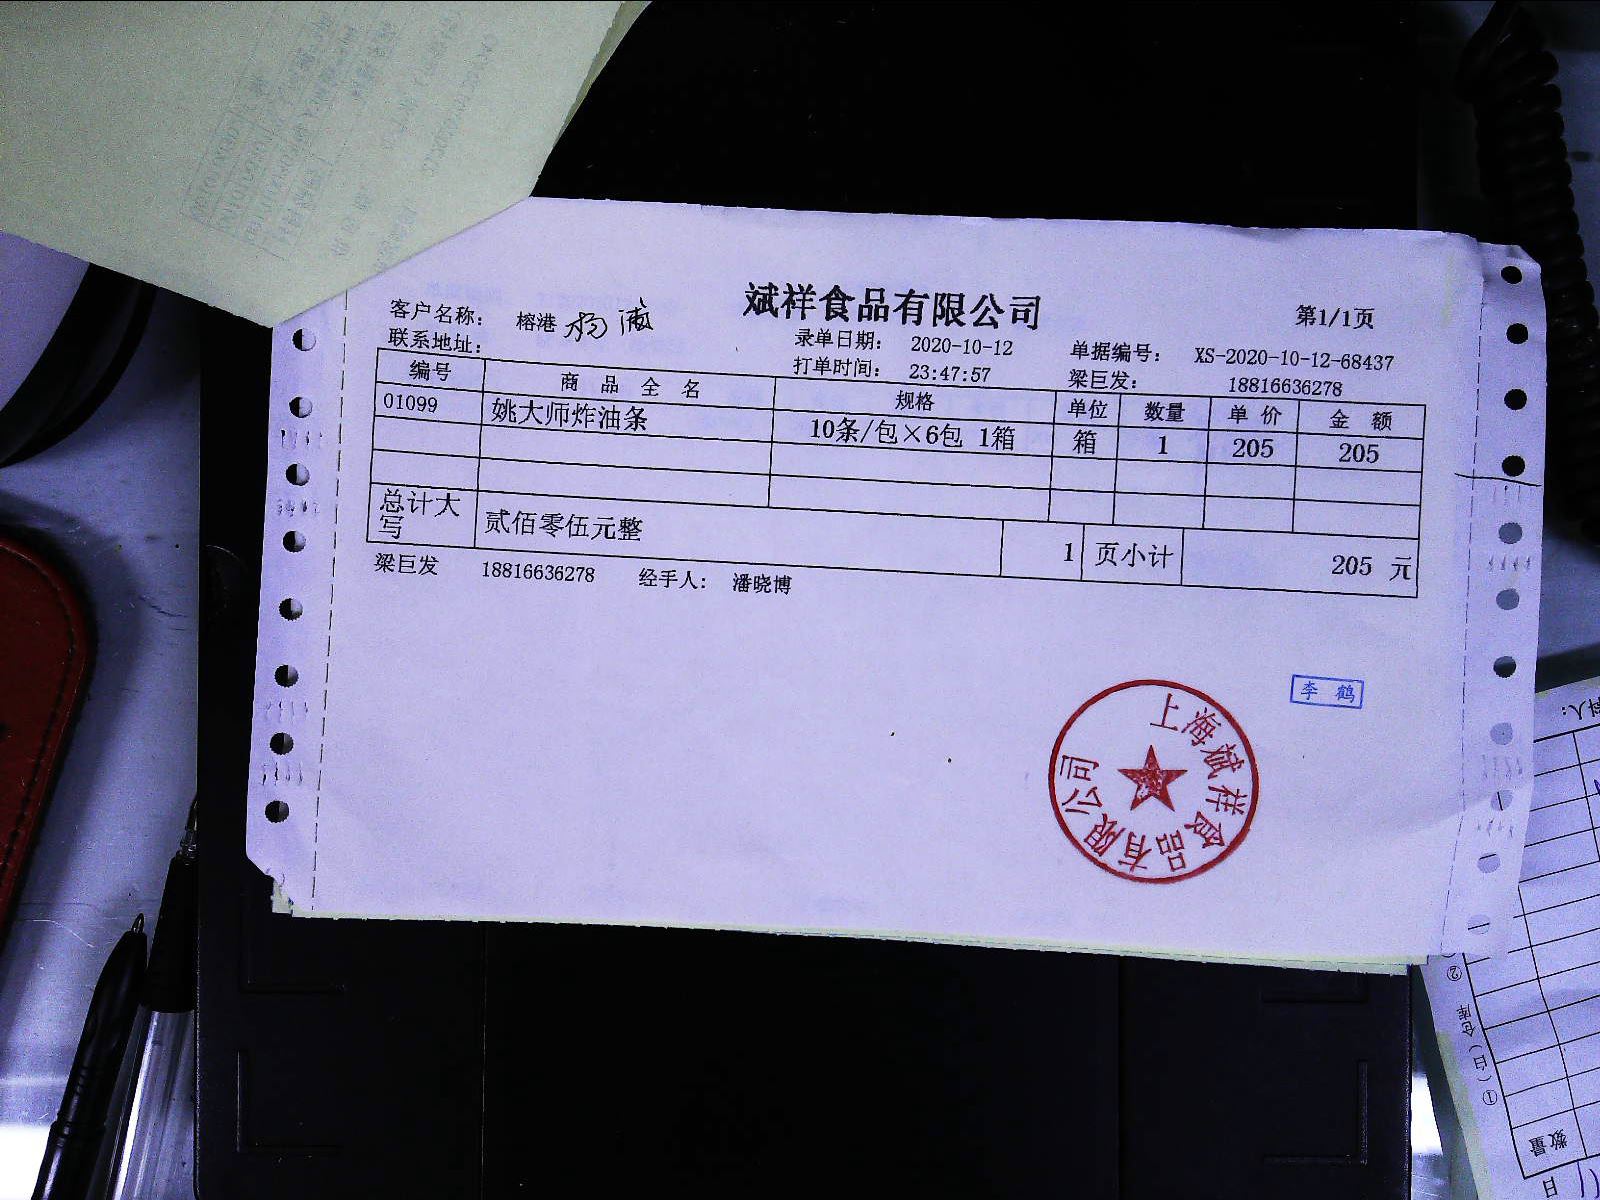 斌祥食品有限公司
第1/1页
客户名称: 榕港 杨
录单日期: 2020-10-12 单据编号: XS-2020-10-12-68437
联系地址:
打单时间: 23:47:57 梁巨发: 18816636278
编号 商品全名 规格 单位 数量 单价 金额
01099 姚大师炸油条 10条/包×6包 1箱 箱 1 205 205
总计大写 贰佰零伍元整 1 页小计 205 元
梁巨发 18816636278 经手人: 潘晓博
李鹤
上海斌祥食品有限公司
数量